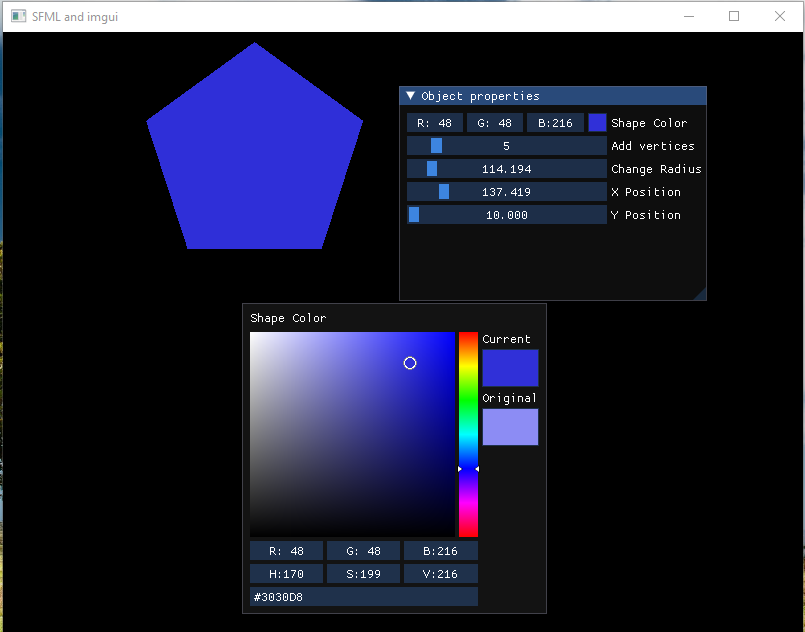 SFML and imgui
Object properties
R: 48 G: 48 B:216 Shape Color
5 Add vertices
114.194 Change Radius
137.419 X Position
10.000 Y Position
Shape Color
Current
Original
R: 48 G: 48 B:216
H:170 S:199 V:216
#3030D8